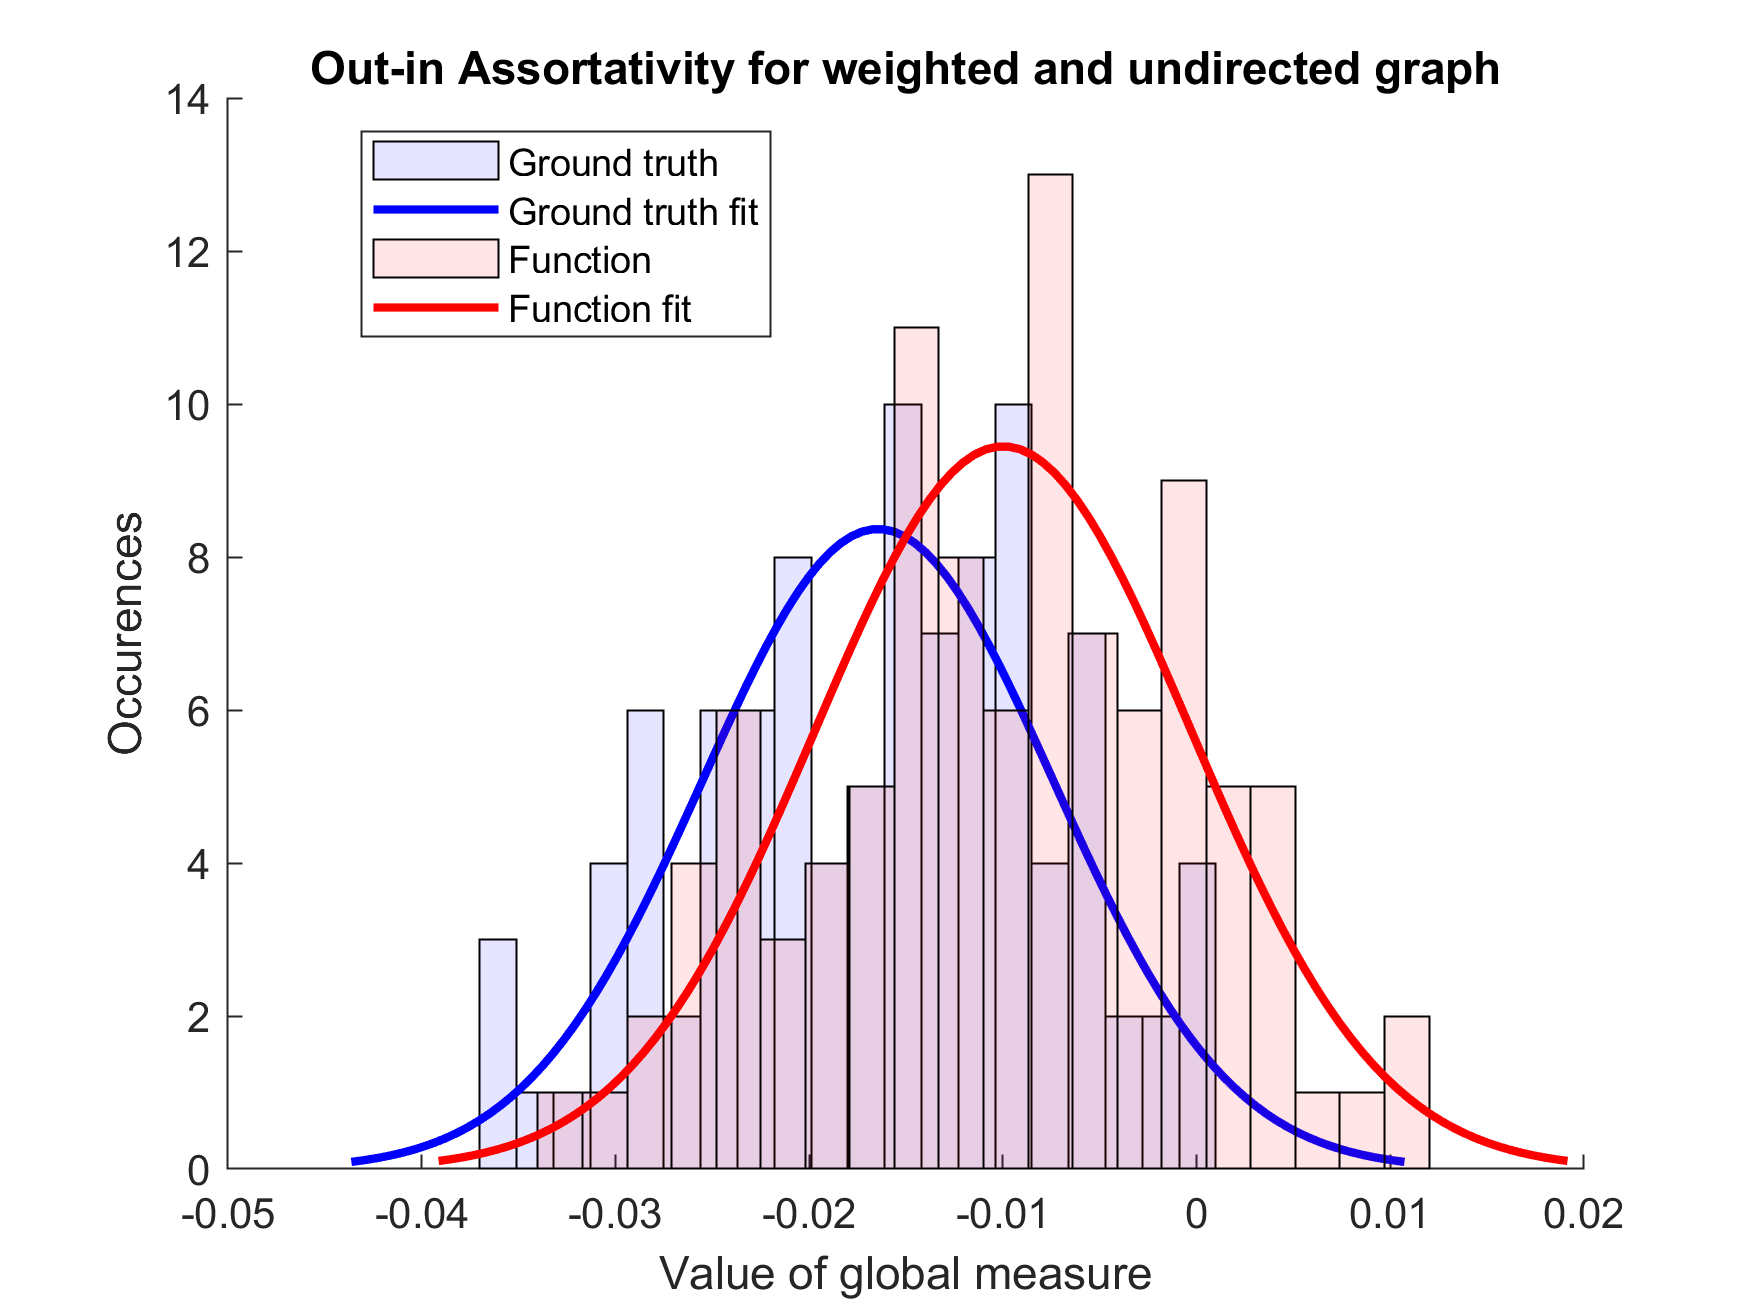 Out-in Assortativity for weighted and undirected graph
14
12
10
8
6
4
2
0
Ground truth
Ground truth fit
Function
Function fit
Occurences
-0.05 -0.04 -0.03 -0.02 -0.01 0 0.01 0.02
Value of global measure